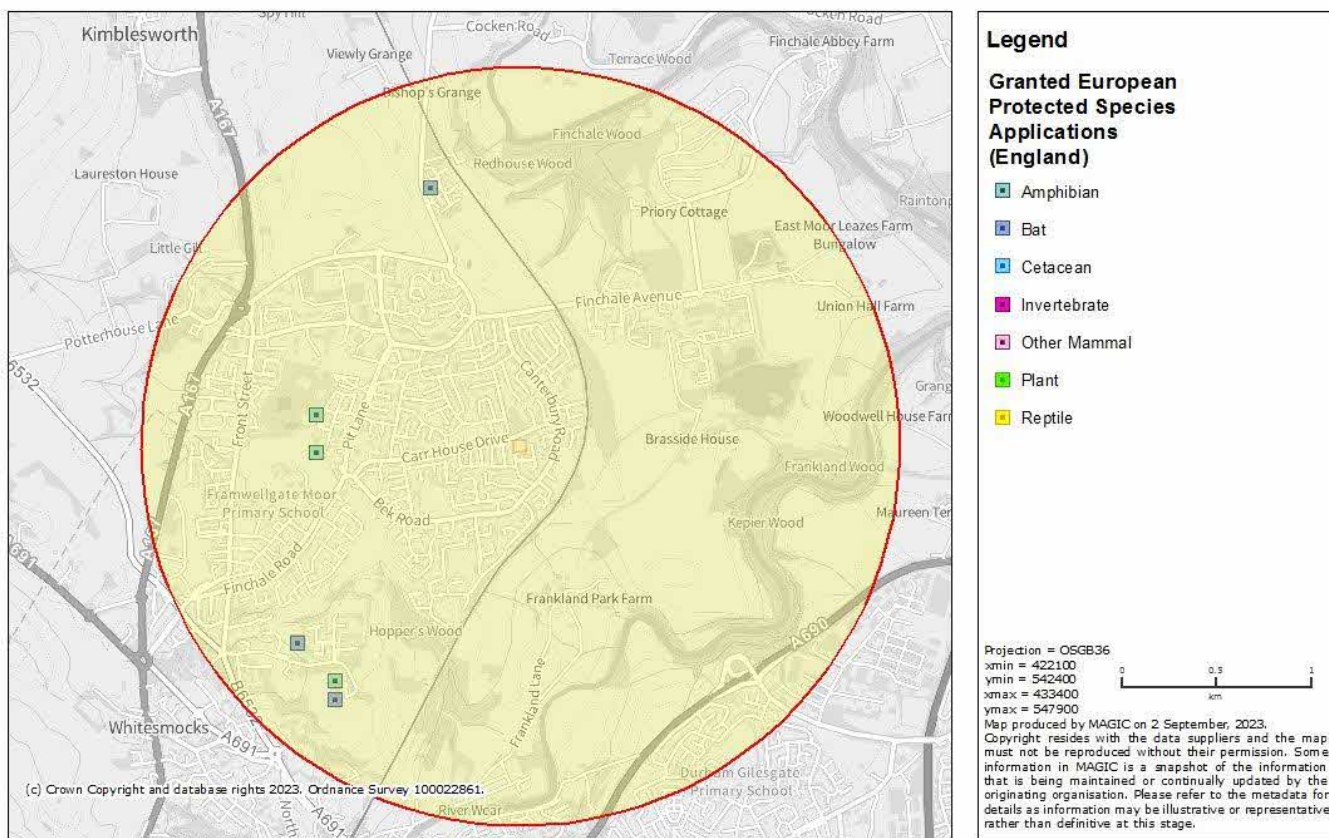 Spy Hill
Kimblesworth
Cocken Road
Cocken Road
Finchale Abbey Farm
Viewly Grange
Terrace Wood
A167
Bishop's Grange
Finchale Wood
Redhouse Wood
Laureston House
Priory Cottage
East Moor Leazes Farm
Bungalow
Little Gill
Finchale Avenue
Union Hall Farm
Potterhouse Lane
A167
Front Street
Pit Lane
Canterbury Road
Carr House Drive
Brasside House
Woodwell House Farm
Frankland Wood
Framwellgate Moor
Primary School
Bek Road
Kepier Wood
A691
Finchale Road
Frankland Park Farm
Hopper's Wood
A690
Frankland Lane
B6532
Whitesmocks
A691
A691
Durham Gilesgate
Primary School
River Wear
(c) Crown Copyright and database rights 2023. Ordnance Survey 100022861.
Legend
Granted European
Protected Species
Applications
(England)
Amphibian
Bat
Cetacean
Invertebrate
Other Mammal
Plant
Reptile
Projection = OSGB36
xmin = 422100
ymin = 542400
xmax = 433400
ymax = 547900
0 0.5 1
km
Map produced by MAGIC on 2 September, 2023.
Copyright resides with the data suppliers and the map
must not be reproduced without their permission. Some
information in MAGIC is a snapshot of the information
that is being maintained or continually updated by the
originating organisation. Please refer to the metadata for
details as information may be illustrative or representative
rather than definitive at this stage.